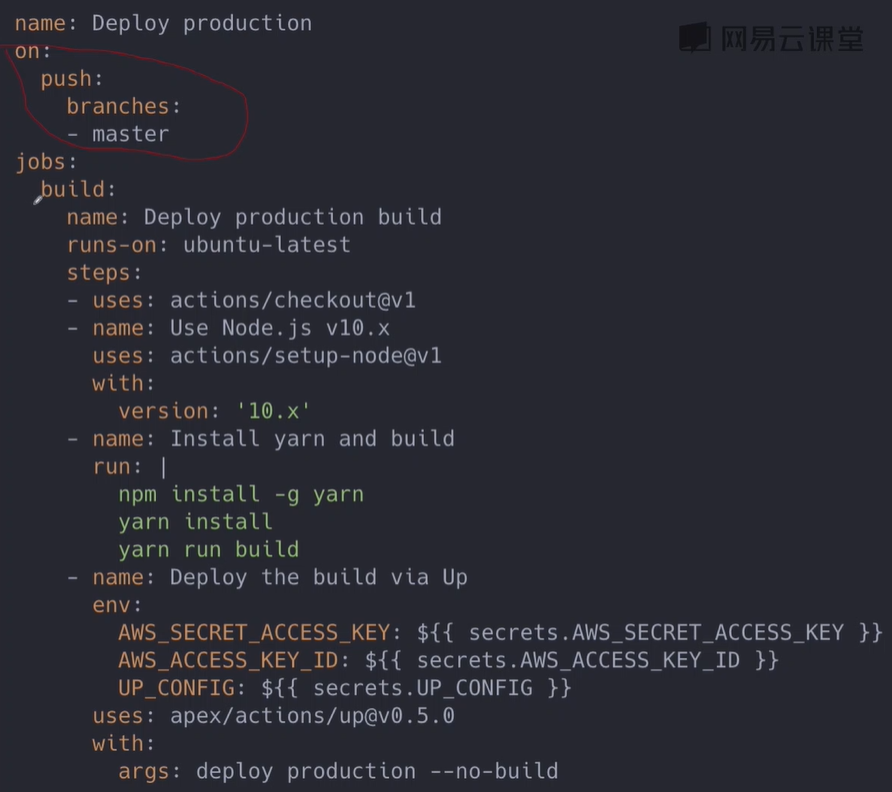 name: Deploy production
网易云课堂
on:
  push:
    branches:
    - master
jobs:
  build:
    name: Deploy production build
    runs-on: ubuntu-latest
    steps:
    - uses: actions/checkout@v1
    - name: Use Node.js v10.x
      uses: actions/setup-node@v1
      with:
        version: '10.x'
    - name: Install yarn and build
      run: |
        npm install -g yarn
        yarn install
        yarn run build
    - name: Deploy the build via Up
      env:
        AWS_SECRET_ACCESS_KEY: ${{ secrets.AWS_SECRET_ACCESS_KEY }}
        AWS_ACCESS_KEY_ID: ${{ secrets.AWS_ACCESS_KEY_ID }}
        UP_CONFIG: ${{ secrets.UP_CONFIG }}
      uses: apex/actions/up@v0.5.0
      with:
        args: deploy production --no-build